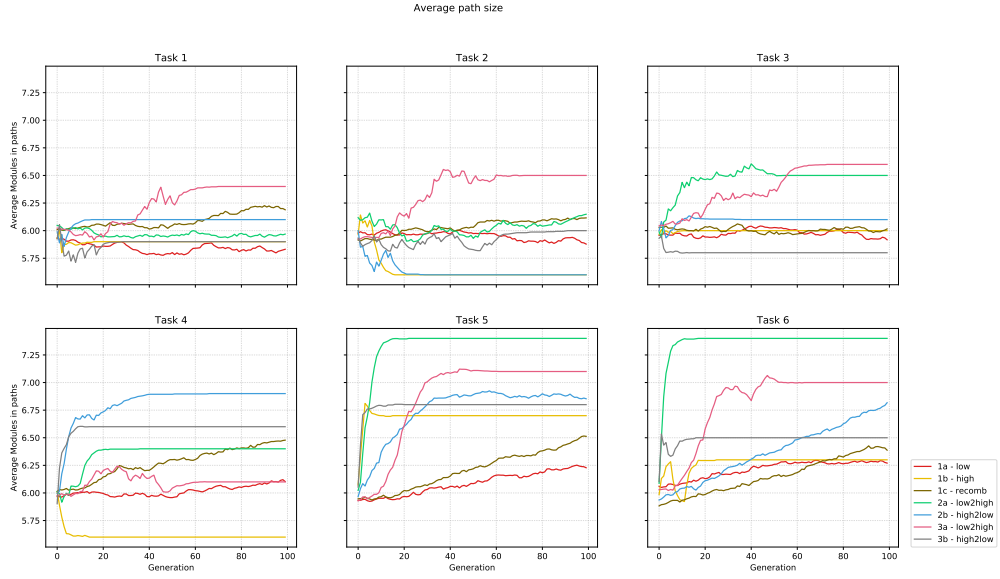 Average path size
Task 1
Task 2
Task 3
Average Modules in paths
7.25
7.00
6.75
6.50
6.25
6.00
5.75
Task 4
Task 5
Task 6
Average Modules in paths
7.25
7.00
6.75
6.50
6.25
6.00
5.75
0 20 40 60 80 100
0 20 40 60 80 100
0 20 40 60 80 100
Generation
Generation
Generation
1a - low
1b - high
1c - recomb
2a - low2high
2b - high2low
3a - low2high
3b - high2low